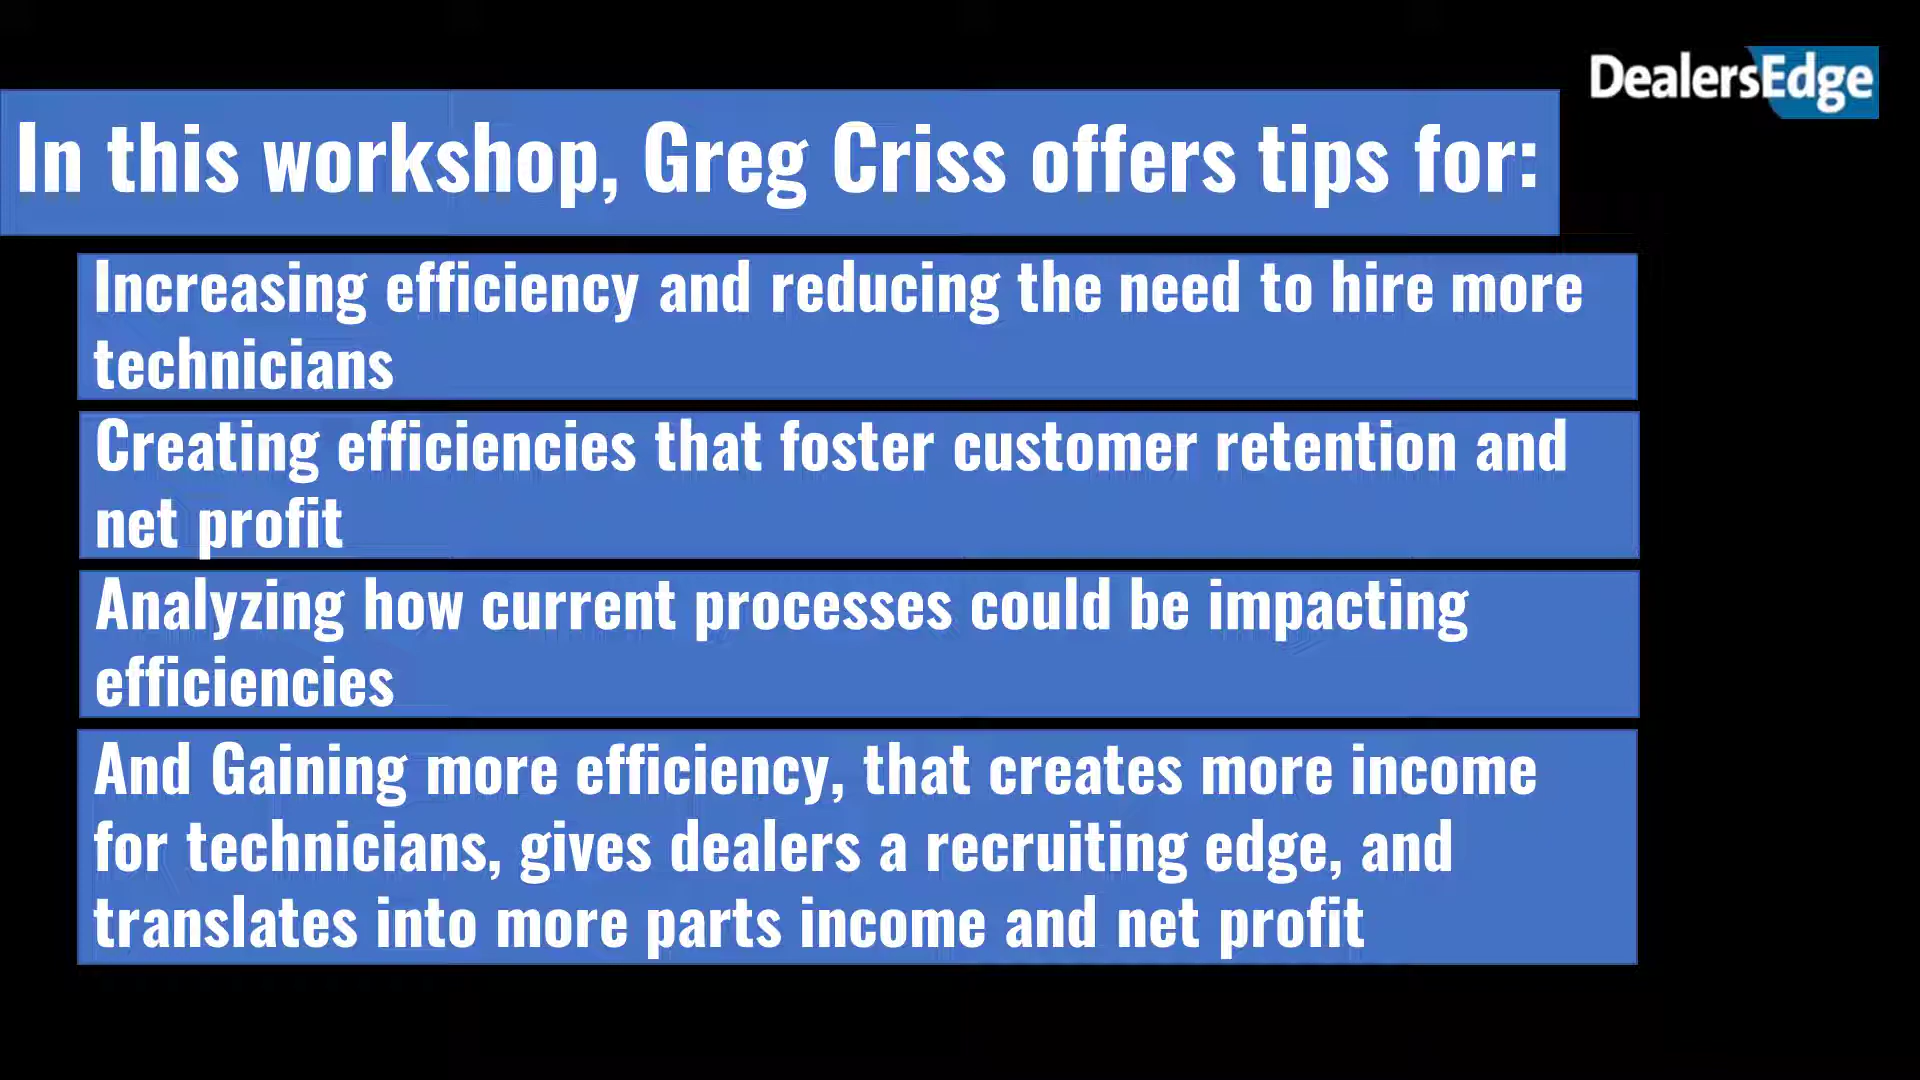 DealersEdge
In this workshop, Greg Criss offers tips for:
Increasing efficiency and reducing the need to hire more
technicians
Creating efficiencies that foster customer retention and
net profit
Analyzing how current processes could be impacting
efficiencies
And Gaining more efficiency, that creates more income
for technicians, gives dealers a recruiting edge, and
translates into more parts income and net profit